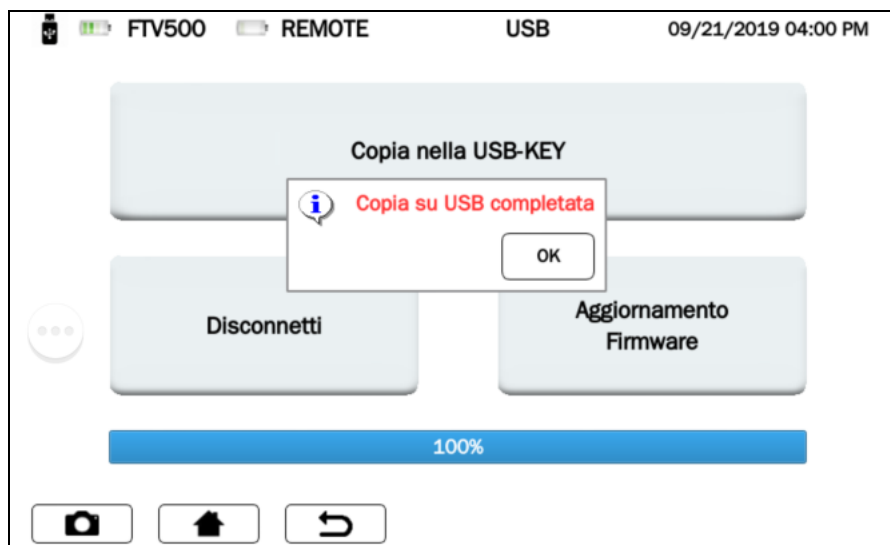 FTV500 REMOTE USB 09/21/2019 04:00 PM
Copia nella USB-KEY
Copia su USB completata
OK
Disconnetti
Aggiornamento
Firmware
100%